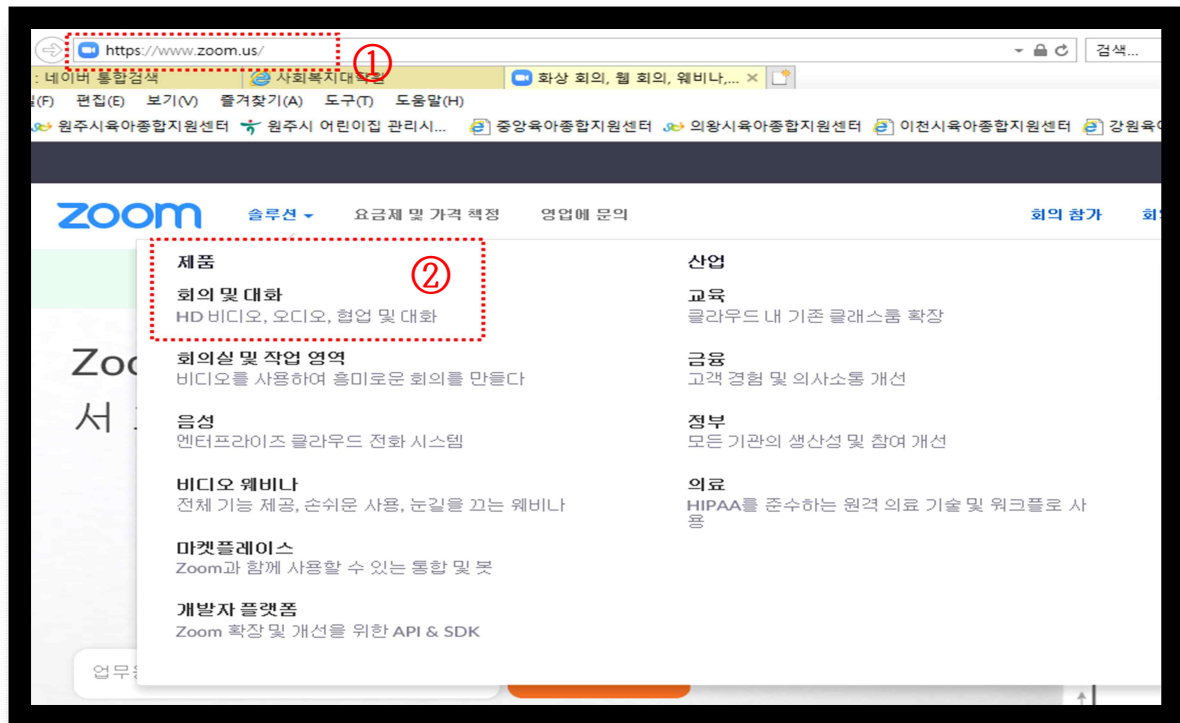 https://www.zoom.us/
①
검색...
: 네이버 통합검색
사회복지대학원
화상 회의, 웹 회의, 웨비나,...
(F) 편집(E) 보기(V) 즐겨찾기(A) 도구(T) 도움말(H)
원주시육아종합지원센터 원주시 어린이집 관리시... 중앙육아종합지원센터 의왕시육아종합지원센터 이천시육아종합지원센터 강원육
zoom
솔루션 요금제 및 가격 책정 영업에 문의 회의 참가
제품
②
회의 및 대화
HD 비디오, 오디오, 협업 및 대화
회의실 및 작업 영역
비디오를 사용하여 흥미로운 회의를 만들다
음성
엔터프라이즈 클라우드 전화 시스템
비디오 웨비나
전체 기능 제공, 손쉬운 사용, 눈길을 끄는 웨비나
마켓플레이스
Zoom과 함께 사용할 수 있는 통합 및 봇
개발자 플랫폼
Zoom 확장 및 개선을 위한 API & SDK
산업
교육
클라우드 내 기존 클래스룸 확장
금융
고객 경험 및 의사소통 개선
정부
모든 기관의 생산성 및 참여 개선
의료
HIPAA를 준수하는 원격 의료 기술 및 워크플로 사
용
Zoo
서
업무용